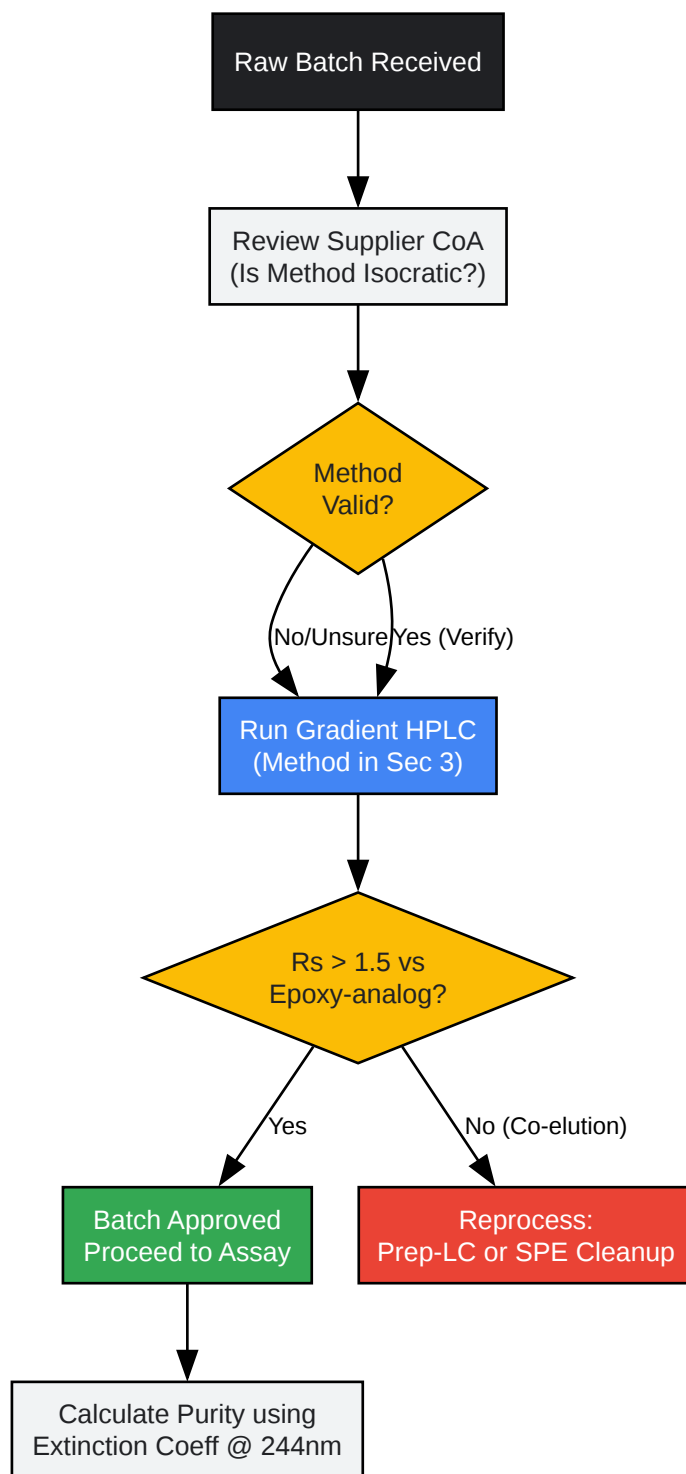 Raw Batch Received
Review Supplier CoA
(Is Method Isocratic?)
Method
Valid?
No/Unsure
Yes (Verify)
Run Gradient HPLC
(Method in Sec 3)
Rs > 1.5 vs
Epoxy-analog?
Yes
No (Co-elution)
Batch Approved
Proceed to Assay
Reprocess:
Prep-LC or SPE Cleanup
Calculate Purity using
Extinction Coeff @ 244nm